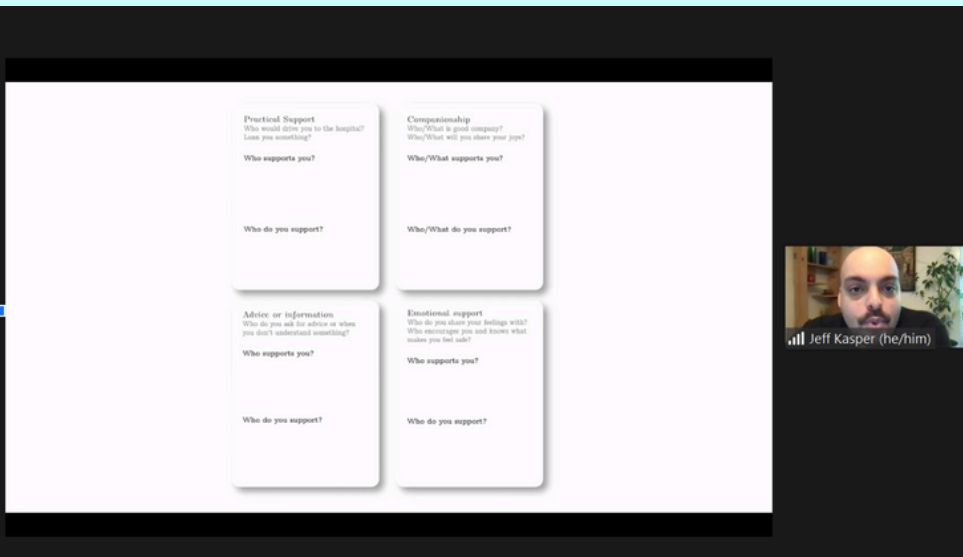 Practical Support
Who would drive you to the hospital?
Loan you something?
Who supports you?
Who do you support?
Companionship
Who/What is good company?
Who/What will you share your joys?
Who/What supports you?
Who/What do you support?
Advice or information
Who do you ask for advice or when
you don't understand something?
Who supports you?
Who do you support?
Emotional support
Who do you share your feelings with?
Who encourages you and knows what
makes you feel safe?
Who supports you?
Who do you support?
Jeff Kasper (he/him)